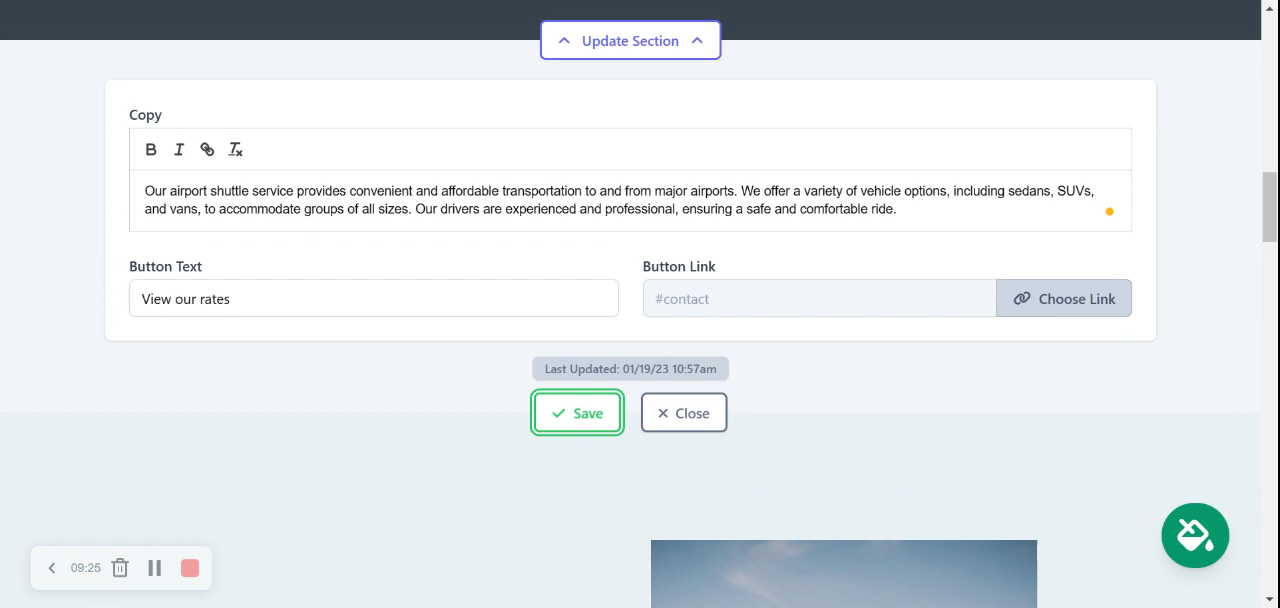 Update Section
Copy
Our airport shuttle service provides convenient and affordable transportation to and from major airports. We offer a variety of vehicle options, including sedans, SUVs,
and vans, to accommodate groups of all sizes. Our drivers are experienced and professional, ensuring a safe and comfortable ride.
Button Text
Button Link
View our rates
#contact
Choose Link
Last Updated: 01/19/23 10:57am
Save
Close
09:25